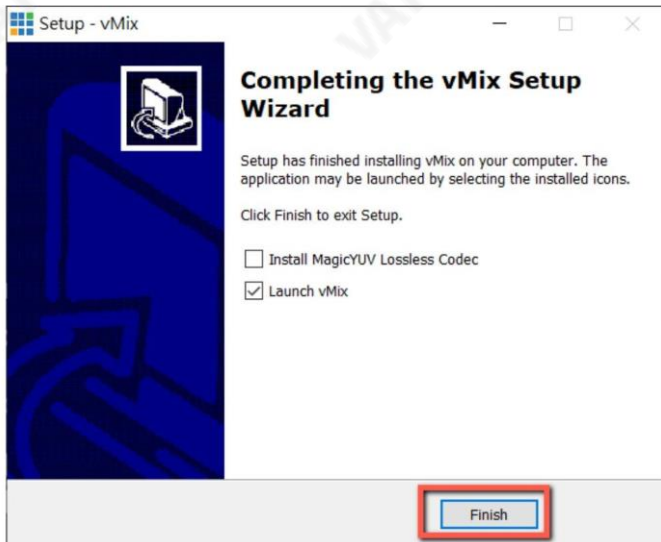 Setup - vMix
Completing the vMix Setup
Wizard
Setup has finished installing vMix on your computer. The
application may be launched by selecting the installed icons.
Click Finish to exit Setup.
Install MagicYUV Lossless Codec
Launch vMix
Finish